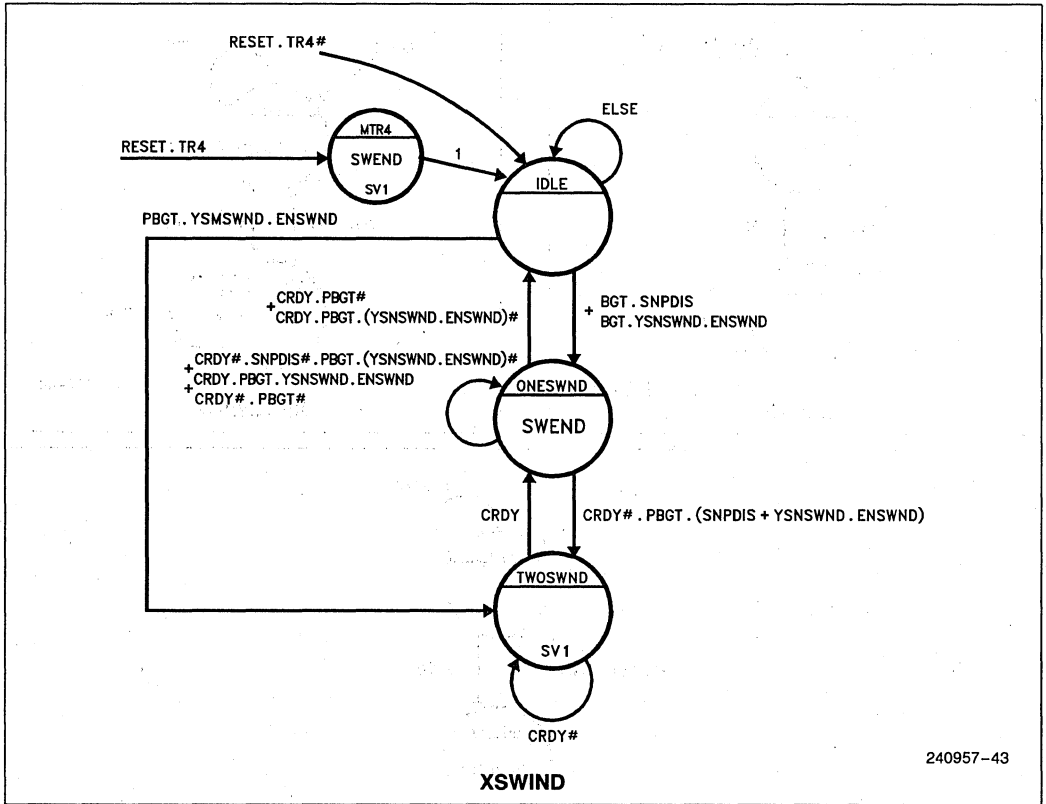 RESET.TR4#
ELSE
MTR4
RESET.TR4
SWEND
1
SV1
IDLE
PBGT.YSMSWND.ENSWND
+CRDY.PBGT#
CRDY.PBGT.(YSNSWND.ENSWND)#
+ BGT.SNPDIS
BGT.YSNSWND.ENSWND
+CRDY#.SNPDIS#.PBGT.(YSNSWND.ENSWND)#
+CRDY.PBGT.YSNSWND.ENSWND
+CRDY#.PBGT#
ONESWND
SWEND
CRDY
CRDY#.PBGT.(SNPDIS + YSNSWND.ENSWND)
TWOSWND
SV1
CRDY#
240957–43
XSWIND